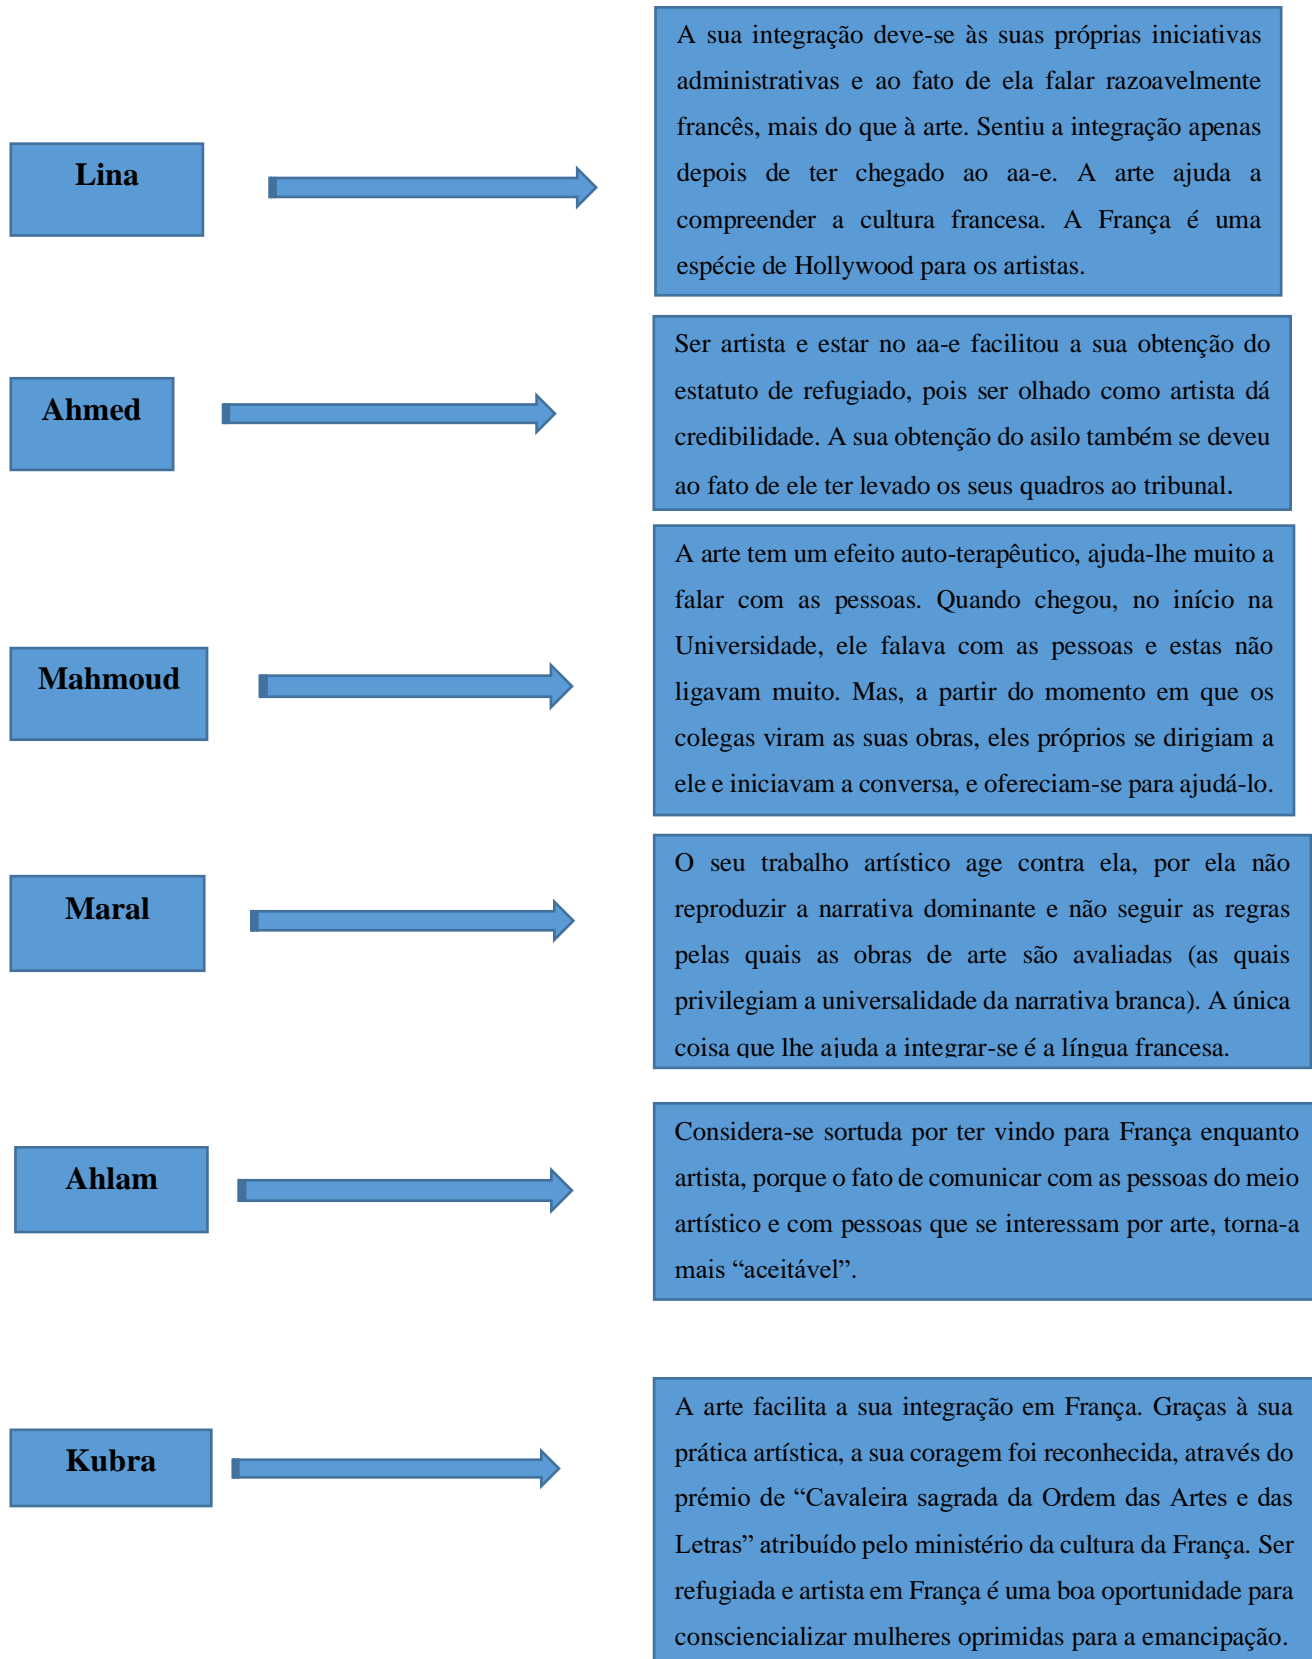 Lina
A sua integração deve-se às suas próprias iniciativas
administrativas e ao fato de ela falar razoavelmente
francês, mais do que à arte. Sentiu a integração apenas
depois de ter chegado ao aa-e. A arte ajuda a
compreender a cultura francesa. A França é uma
espécie de Hollywood para os artistas.
Ahmed
Ser artista e estar no aa-e facilitou a sua obtenção do
estatuto de refugiado, pois ser olhado como artista dá
credibilidade. A sua obtenção do asilo também se deveu
ao fato de ele ter levado os seus quadros ao tribunal.
Mahmoud
A arte tem um efeito auto-terapêutico, ajuda-lhe muito a
falar com as pessoas. Quando chegou, no início na
Universidade, ele falava com as pessoas e estas não
ligavam muito. Mas, a partir do momento em que os
colegas viram as suas obras, eles próprios se dirigiam a
ele e iniciavam a conversa, e ofereciam-se para ajudá-lo.
Maral
O seu trabalho artístico age contra ela, por ela não
reproduzir a narrativa dominante e não seguir as regras
pelas quais as obras de arte são avaliadas (as quais
privilegiam a universalidade da narrativa branca). A única
coisa que lhe ajuda a integrar-se é a língua francesa.
Ahlam
Considera-se sortuda por ter vindo para França enquanto
artista, porque o fato de comunicar com as pessoas do meio
artístico e com pessoas que se interessam por arte, torna-a
mais “aceitável”.
Kubra
A arte facilita a sua integração em França. Graças à sua
prática artística, a sua coragem foi reconhecida, através do
prémio de “Cavaleira sagrada da Ordem das Artes e das
Letras” atribuído pelo ministério da cultura da França. Ser
refugiada e artista em França é uma boa oportunidade para
consciencializar mulheres oprimidas para a emancipação.